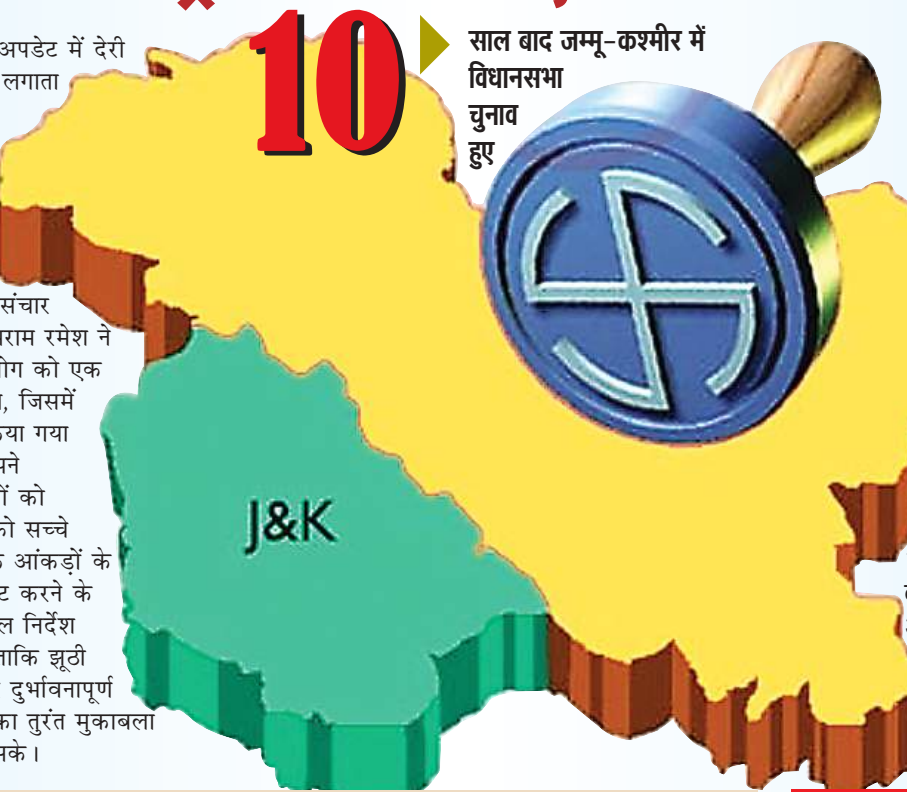 अपडेट में देरी
लगाता
10
साल बाद जम्मू-कश्मीर में
विधानसभा
चुनाव
हुए
संचार
राम रमेश ने
को एक
जिसमें
गया
को
सच्चे
आंकड़ों के
करने के
निर्देश
ताकि झूठी
दुर्भावनापूर्ण
का तुरंत मुकाबला
सके।
J&K